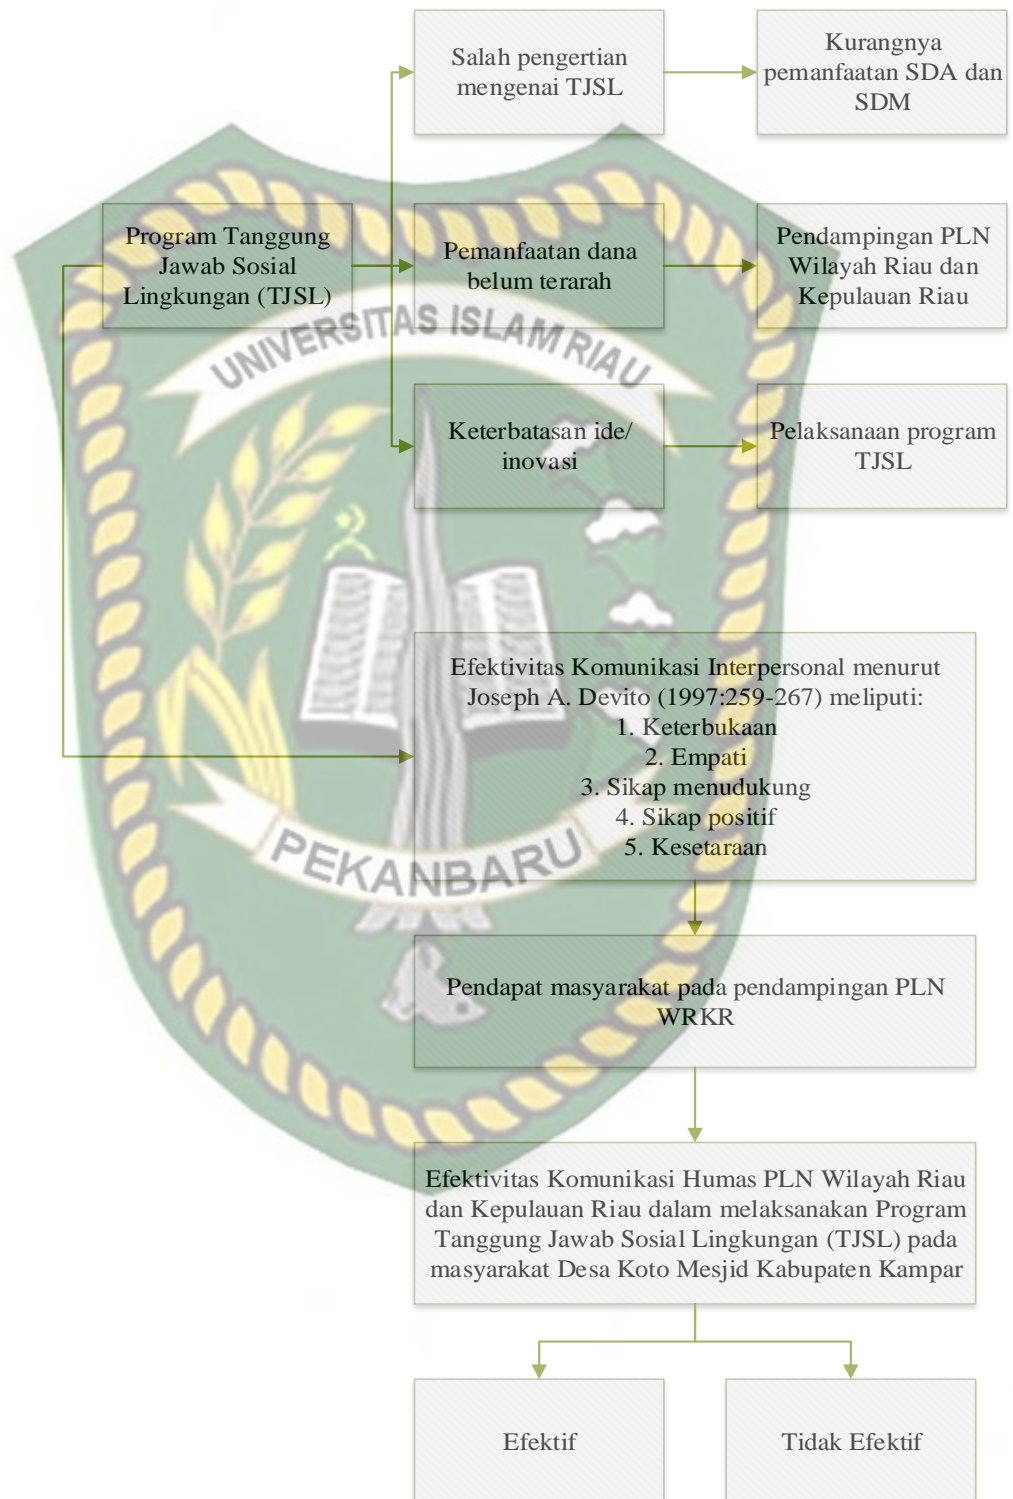 Salah pengertian
mengenai TJSL
Kurangnya
pemanfaatan SDA dan
SDM
Program Tanggung
Jawab Sosial
Lingkungan (TJSL)
Pemanfaatan dana
belum terarah
Pendampingan PLN
Wilayah Riau dan
Kepulauan Riau
UNIVERSITAS ISLAM RIAU
Keterbatasan ide/
inovasi
Pelaksanaan program
TJSL
Efektivitas Komunikasi Interpersonal menurut
Joseph A. Devito (1997:259-267) meliputi:
1. Keterbukaan
2. Empati
3. Sikap menudukung
4. Sikap positif
5. Kesetaraan
PEKANBARU
Pendapat masyarakat pada pendampingan PLN
WRKR
Efektivitas Komunikasi Humas PLN Wilayah Riau
dan Kepulauan Riau dalam melaksanakan Program
Tanggung Jawab Sosial Lingkungan (TJSL) pada
masyarakat Desa Koto Mesjid Kabupaten Kampar
Efektif
Tidak Efektif